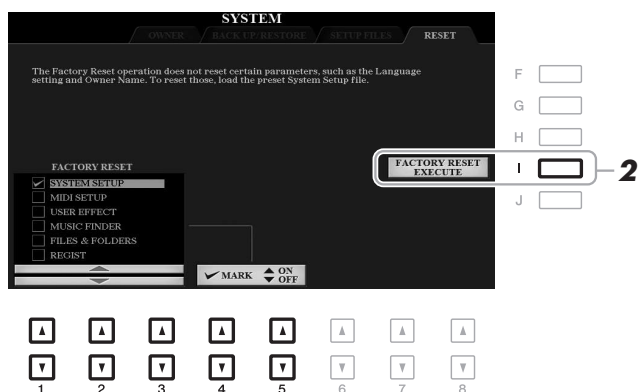 SYSTEM
OWNER BACK UP/RESTORE SETUP FILES RESET
The Factory Reset operation does not reset certain parameters, such as the Language
setting and Owner Name. To reset those, load the preset System Setup file.
F
G
H
FACTORY RESET
EXECUTE
I
2
J
FACTORY RESET
SYSTEM SETUP
MIDI SETUP
USER EFFECT
MUSIC FINDER
FILES & FOLDERS
REGIST
MARK ON
OFF
1 2 3 4 5 6 7 8